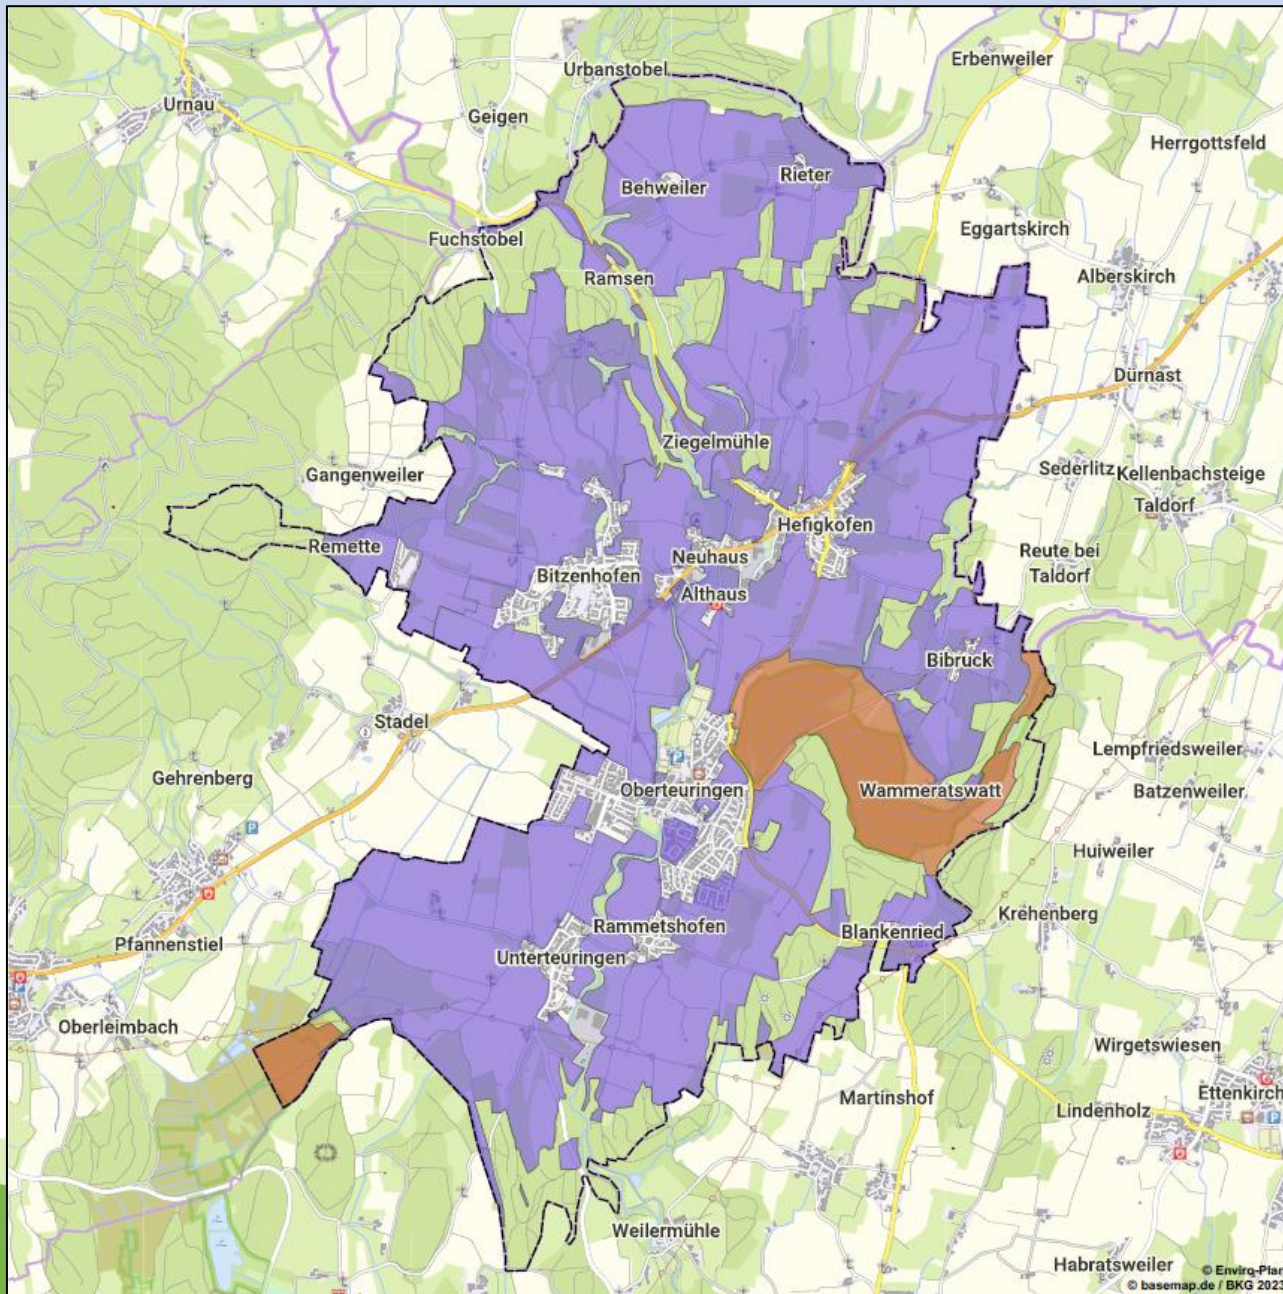 Urbanstobel
Erbenweiler
Urnau
Geigen
Herrgottsfeld
Behweiler
Rieter
Eggartskirch
Fuchstobel
Ramsen
Alberskirch
Dürnast
Ziegelmühle
Gangenweiler
Sederlitz
Kellenbachsteige
Taldorf
Hefigkofen
Remette
Neuhaus
Reute bei
Taldorf
Bitzenhofen
Althaus
Bibruck
Stadel
Lempfriedsweiler
Gehrenberg
Oberteuringen
Wammeratswatt
Batzenweiler
P
P
Huiweiler
Krehenberg
Rammetshofen
Blankenried
Pfannenstiel
Unterteuringen
Oberleimbach
Wirgetswiesen
Martinshof
Ettenkirch
Lindenholz
P
Weilermühle
Habratsweiler
© Enviro-Plan
© basemap.de / BKG 2023